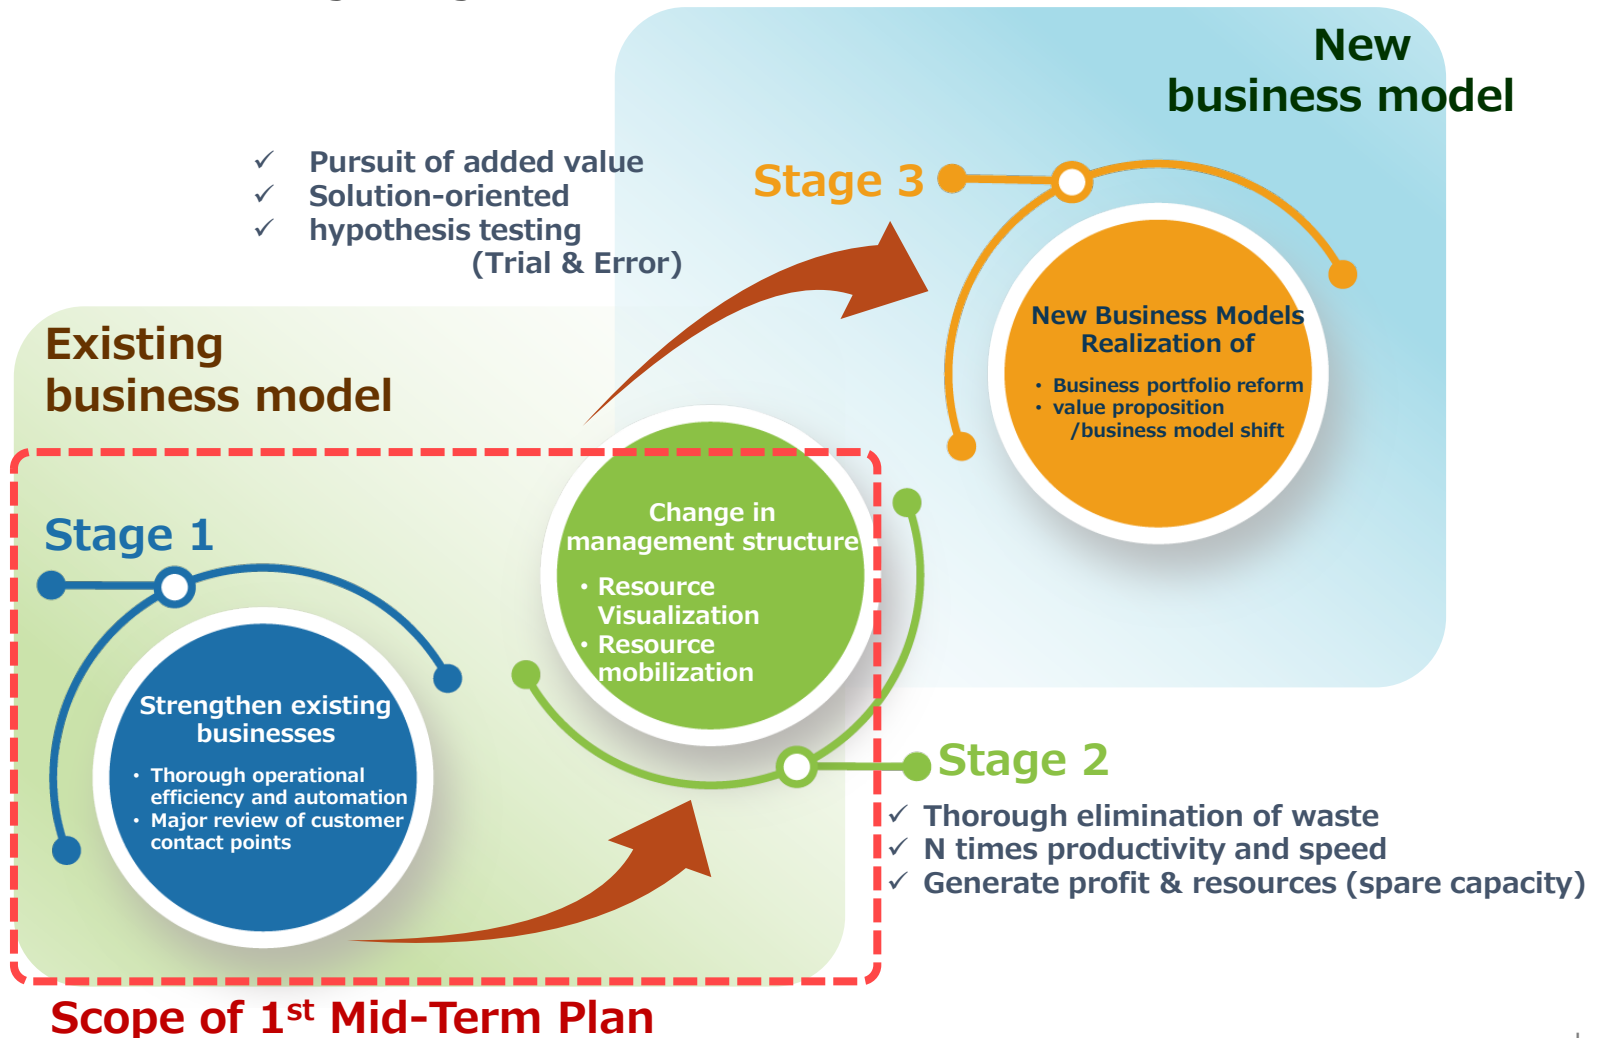 New
business model
✓ Pursuit of added value
✓ Solution-oriented
✓ hypothesis testing
(Trial & Error)
Stage 3
New Business Models
Realization of
• Business portfolio reform
• value proposition
/business model shift
Existing
business model
Stage 1
Strengthen existing
businesses
• Thorough operational
efficiency and automation
• Major review of customer
contact points
Change in
management structure
• Resource
Visualization
• Resource
mobilization
Stage 2
✓ Thorough elimination of waste
✓ N times productivity and speed
✓ Generate profit & resources (spare capacity)
Scope of 1st Mid-Term Plan